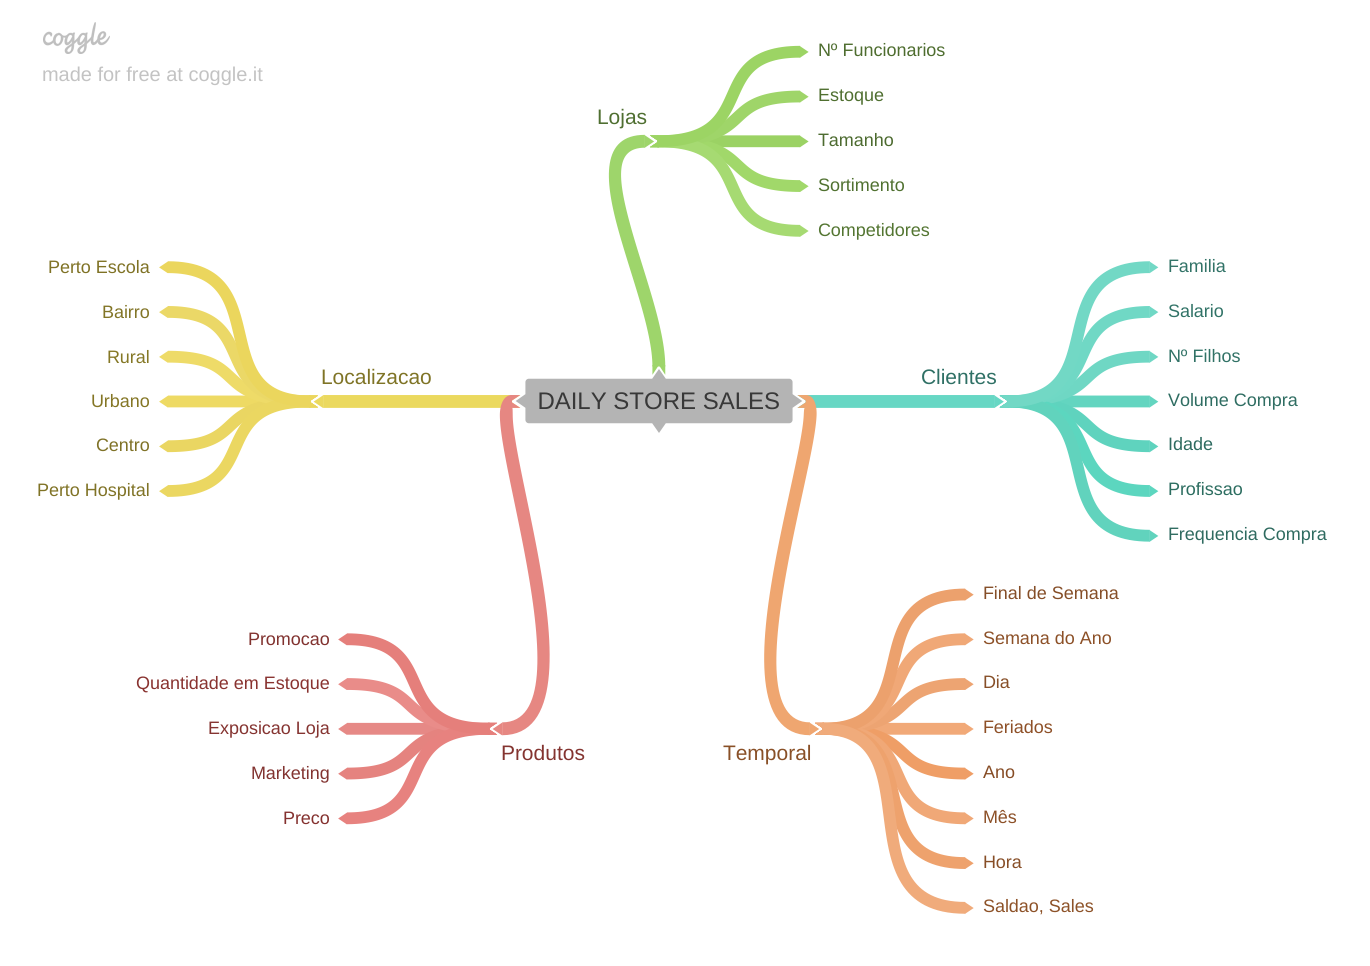 coggle
made for free at coggle.it
Lojas
Nº Funcionarios
Estoque
Tamanho
Sortimento
Competidores
Localizacao
Perto Escola
Bairro
Rural
Urbano
Centro
Perto Hospital
DAILY STORE SALES
Clientes
Familia
Salario
Nº Filhos
Volume Compra
Idade
Profissao
Frequencia Compra
Produtos
Promocao
Quantidade em Estoque
Exposicao Loja
Marketing
Preco
Temporal
Final de Semana
Semana do Ano
Dia
Feriados
Ano
Mês
Hora
Saldao, Sales